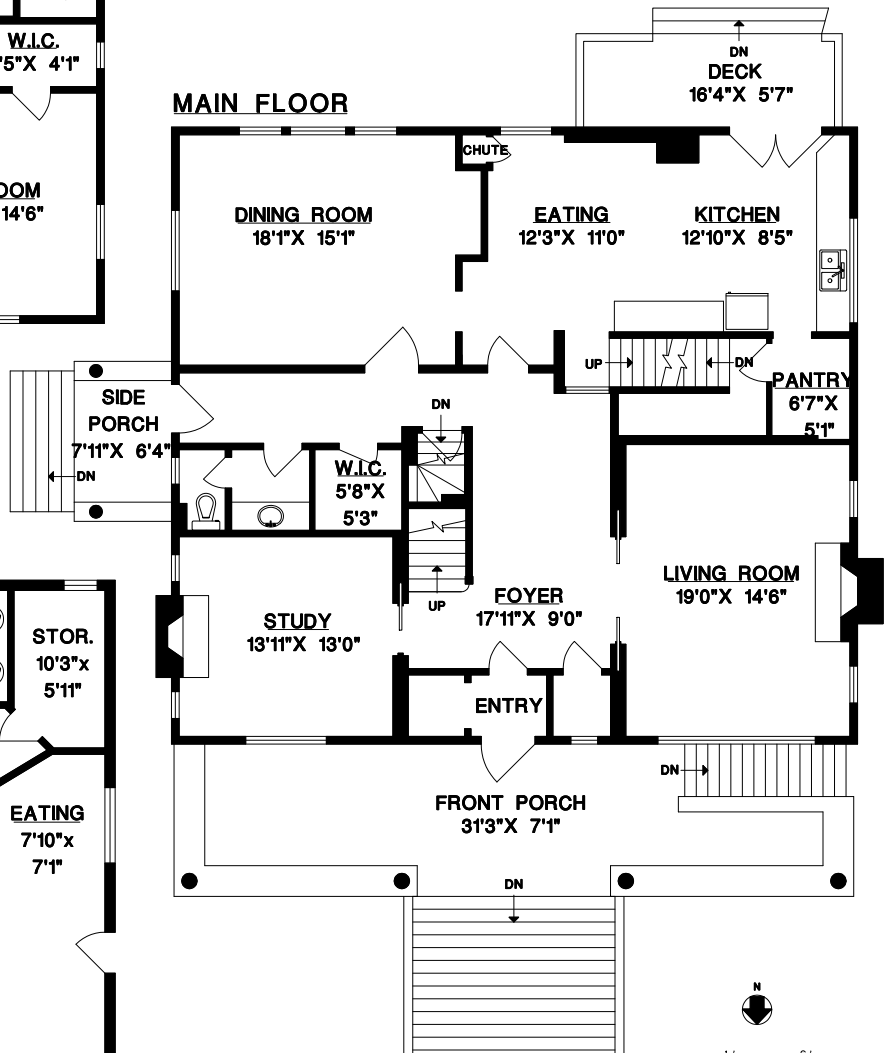 W.I.C.
'5"X 4'1"
OOM
14'6"
MAIN FLOOR
DN
DECK
16'4"X 5'7"
CHUTE
DINING ROOM
18'1"X 15'1"
EATING
12'3"X 11'0"
KITCHEN
12'10"X 8'5"
UP
DN
PANTRY
6'7"X
5'1"
SIDE
PORCH
7'11"X 6'4"
DN
DN
W.I.C.
5'8"X
5'3"
UP
FOYER
17'11"X 9'0"
LIVING ROOM
19'0"X 14'6"
STUDY
13'11"X 13'0"
STOR.
10'3"x
5'11"
ENTRY
DN
FRONT PORCH
31'3"X 7'1"
EATING
7'10"x
7'1"
DN
N